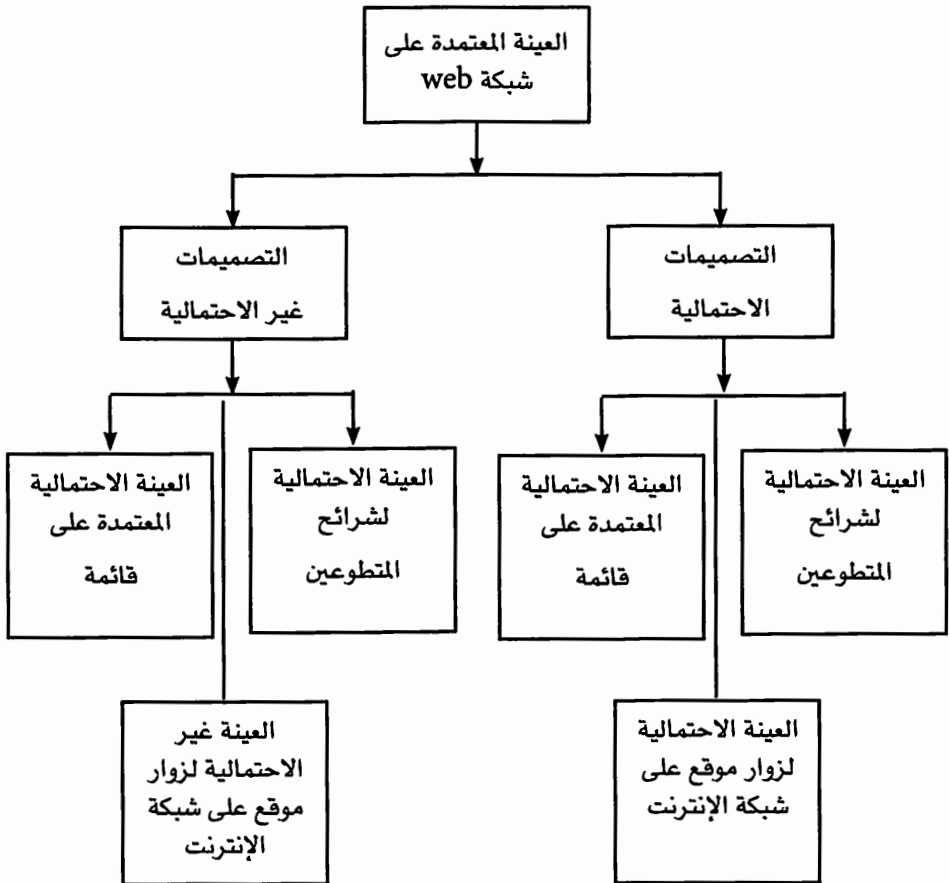 العينة المعتمدة على
شبكة web
التصميمات
الاحتمالية
التصميمات
غير الاحتمالية
العينة الاحتمالية
لشرائح
المتطوعين
العينة الاحتمالية
المعتمدة على
قائمة
العينة الاحتمالية
لشرائح
المتطوعين
العينة الاحتمالية
المعتمدة على
قائمة
العينة الاحتمالية
لزوار موقع على
شبكة الإنترنت
العينة غير
الاحتمالية لزوار
موقع على شبكة
الإنترنت